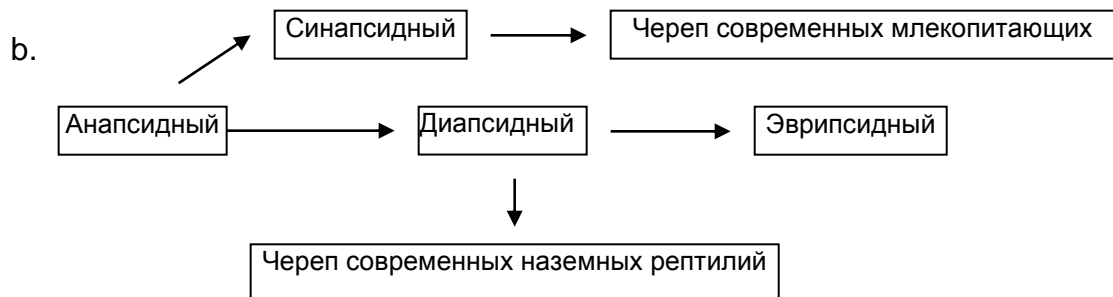 b.
Синапсидный
Череп современных млекопитающих
Анапсидный
Диапсидный
Эврипсидный
Череп современных наземных рептилий